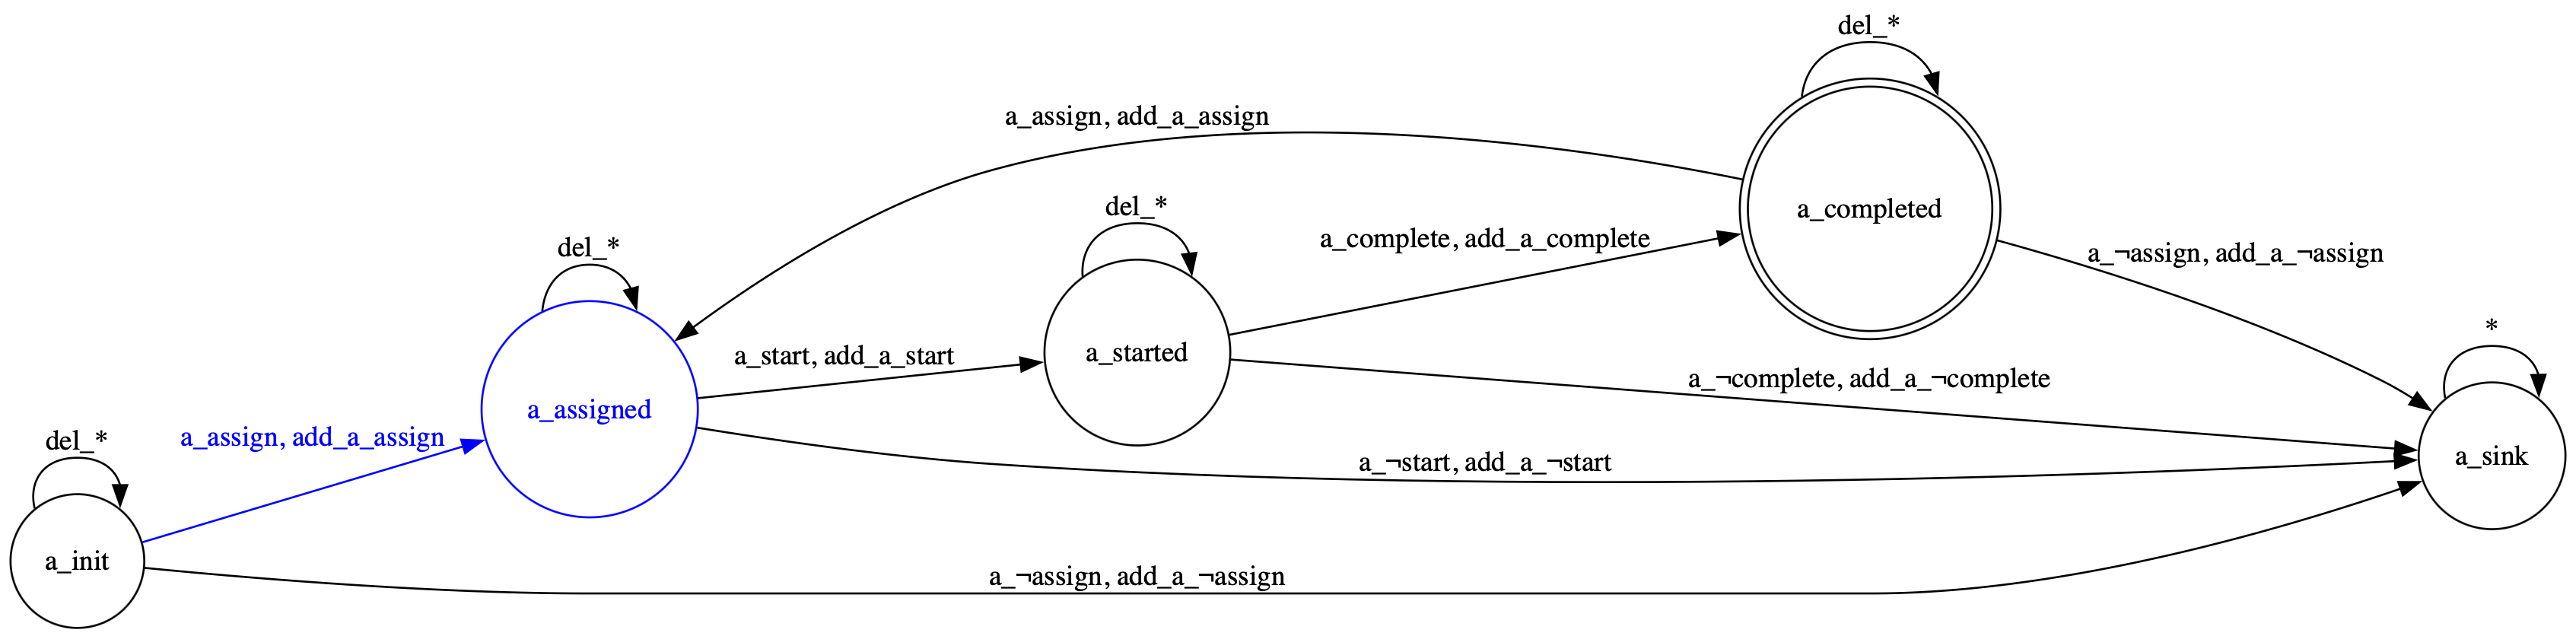 del_*
a_assign, add_a_assign
a_completed
del_*
a_complete, add_a_complete
a_¬assign, add_a_¬assign
del_*
a_assigned
a_start, add_a_start
a_started
a_¬complete, add_a_¬complete
*
a_sink
a_¬start, add_a_¬start
del_*
a_assign, add_a_assign
a_init
a_¬assign, add_a_¬assign